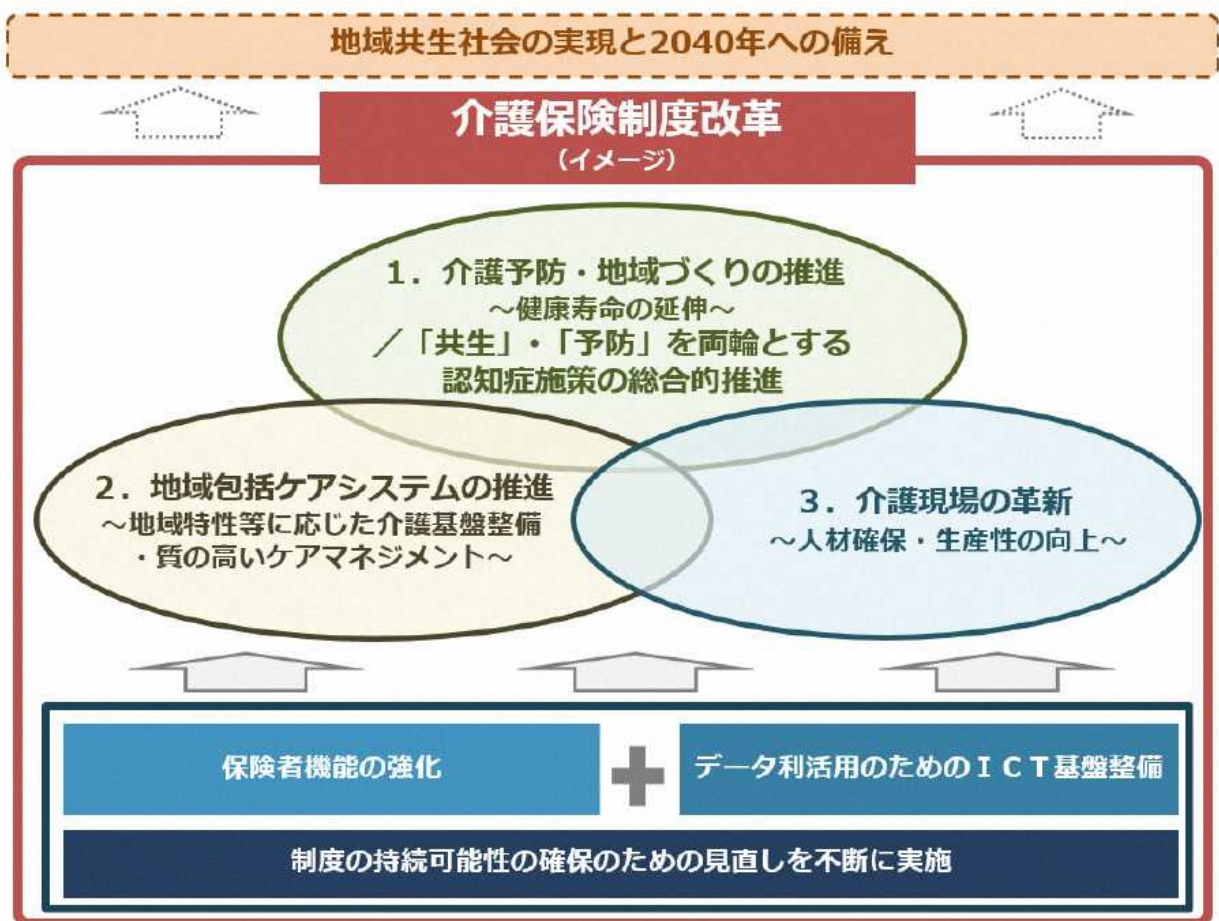 地域共生社会の実現と2040年への備え
介護保険制度改革
（イメージ）
1．介護予防・地域づくりの推進
～健康寿命の延伸～
／「共生」・「予防」を両輪とする
認知症施策の総合的推進
2．地域包括ケアシステムの推進
～地域特性等に応じた介護基盤整備
・質の高いケアマネジメント～
3．介護現場の革新
～人材確保・生産性の向上～
保険者機能の強化
データ利活用のためのＩＣＴ基盤整備
制度の持続可能性の確保のための見直しを不断に実施